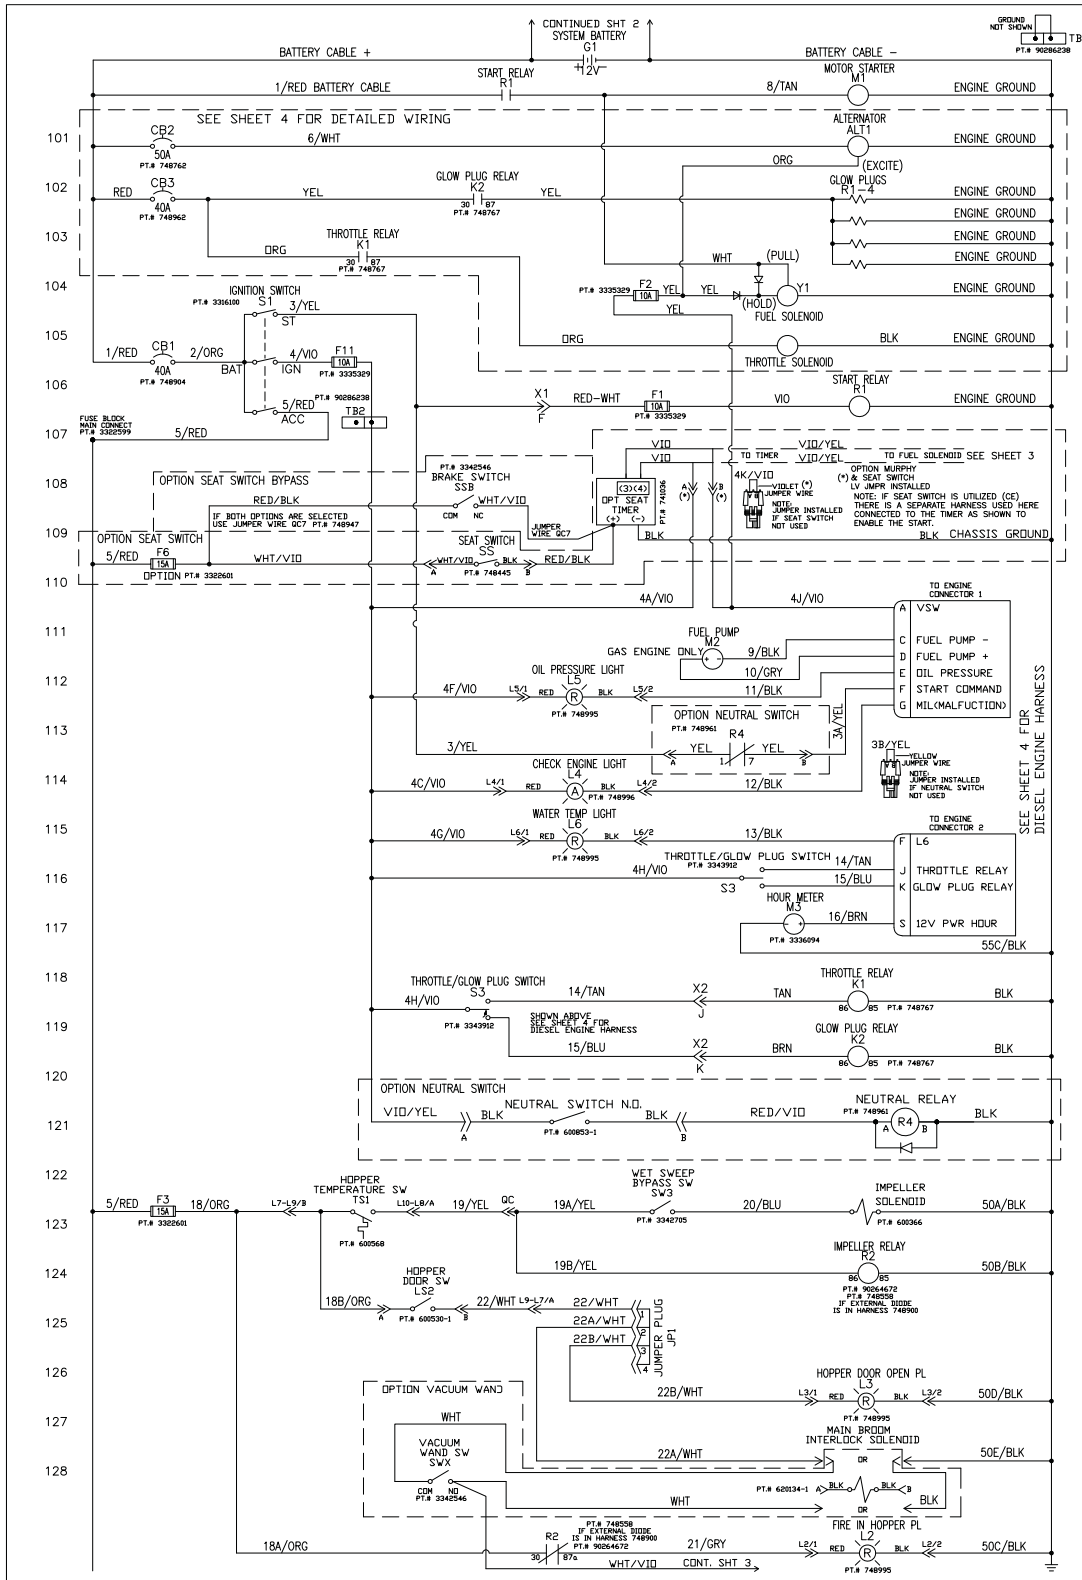 CONTINUED SHT 2
SYSTEM BATTERY
G1
+12V-
BATTERY CABLE +
BATTERY CABLE -
GROUND
NOT SHOWN
TB
PT.# 90286238
1/RED BATTERY CABLE
START RELAY
R1
8/TAN
MOTOR STARTER
M1
ENGINE GROUND
SEE SHEET 4 FOR DETAILED WIRING
101
CB2
50A
PT.# 748762
6/WHT
ALTERNATOR
ALT1
ENGINE GROUND
ORG
(EXCITE)
102
RED
CB3
40A
PT.# 748962
YEL
GLOW PLUG RELAY
K2
30 87
PT.# 748767
YEL
GLOW PLUGS
R1-4
ENGINE GROUND
ENGINE GROUND
103
ENGINE GROUND
ENGINE GROUND
ORG
THROTTLE RELAY
K1
30 87
PT.# 748767
WHT
(PULL)
104
PT.# 3335329
F2
10A
YEL
YEL
YEL
(HOLD)
Y1
FUEL SOLENOID
ENGINE GROUND
IGNITION SWITCH
PT.# 3316100
S1
3/YEL
ST
105
1/RED
CB1
40A
PT.# 748904
2/ORG
BAT
4/VIO
IGN
F11
10A
PT.# 3335329
ORG
BLK
THROTTLE SOLENOID
ENGINE GROUND
106
5/RED
ACC
PT.# 90286238
TB2
X1
F
RED-WHT
F1
10A
PT.# 3335329
VIO
START RELAY
R1
ENGINE GROUND
FUSE BLOCK
MAIN CONNECT
PT.# 3322599
107
5/RED
VIO
VIO
TO TIMER
VIO/YEL
VIO/YEL
TO FUEL SOLENOID
SEE SHEET 3
108
OPTION SEAT SWITCH BYPASS
PT.# 3342546
BRAKE SWITCH
SSB
RED/BLK
WHT/VIO
COM NC
IF BOTH OPTIONS ARE SELECTED
USE JUMPER WIRE QC7 PT.# 748947
JUMPER
WIRE QC7
(3)(4)
OPT SEAT
TIMER
(+) (-)
PT.# 741036
A
(*)
B
(*)
4K/VIO
VIOLET (*)
JUMPER WIRE
NOTE:
JUMPER INSTALLED
IF SEAT SWITCH
NOT USED
OPTION MURPHY
(*) & SEAT SWITCH
LV JMPR INSTALLED
NOTE: IF SEAT SWITCH IS UTILIZED (CE)
THERE IS A SEPARATE HARNESS USED HERE
CONNECTED TO THE TIMER AS SHOWN TO
ENABLE THE START.
109
OPTION SEAT SWITCH
5/RED
F6
15A
OPTION PT.# 3322601
WHT/VIO
SEAT SWITCH
SS
WHT/VIO
BLK
A
B
PT.# 748445
RED/BLK
BLK
BLK CHASSIS GROUND
110
TO ENGINE
CONNECTOR 1
4A/VIO
4J/VIO
A VSW
111
FUEL PUMP
M2
GAS ENGINE ONLY
+ -
9/BLK
10/GRY
C FUEL PUMP -
D FUEL PUMP +
112
4F/VIO
OIL PRESSURE LIGHT
L5
L5/1
RED
R
BLK
L5/2
PT.# 748995
11/BLK
E OIL PRESSURE
F START COMMAND
G MIL(MALFUCTION)
113
OPTION NEUTRAL SWITCH
PT.# 748961
R4
3/YEL
A
YEL
1 7
YEL
B
3A/YEL
114
4C/VIO
CHECK ENGINE LIGHT
L4
L4/1
RED
A
BLK
L4/2
PT.# 748996
12/BLK
3B/YEL
YELLOW
JUMPER WIRE
NOTE:
JUMPER INSTALLED
IF NEUTRAL SWITCH
NOT USED
SEE SHEET 4 FOR
DIESEL ENGINE HARNESS
115
4G/VIO
WATER TEMP LIGHT
L6
L6/1
RED
R
BLK
L6/2
PT.# 748995
13/BLK
TO ENGINE
CONNECTOR 2
F L6
116
4H/VIO
THROTTLE/GLOW PLUG SWITCH
PT.# 3343912
S3
14/TAN
15/BLU
J THROTTLE RELAY
K GLOW PLUG RELAY
117
HOUR METER
M3
- +
PT.# 3336094
16/BRN
S 12V PWR HOUR
55C/BLK
118
THROTTLE/GLOW PLUG SWITCH
S3
4H/VIO
PT.# 3343912
14/TAN
X2
J
TAN
THROTTLE RELAY
K1
86 85 PT.# 748767
BLK
119
SHOWN ABOVE
SEE SHEET 4 FOR
DIESEL ENGINE HARNESS
15/BLU
X2
K
BRN
GLOW PLUG RELAY
K2
86 85 PT.# 748767
BLK
120
OPTION NEUTRAL SWITCH
121
VIO/YEL
A
BLK
NEUTRAL SWITCH N.O.
PT.# 600853-1
BLK
B
RED/VIO
NEUTRAL RELAY
PT.# 748961
A R4 B
BLK
122
5/RED
F3
15A
PT.# 3322601
18/ORG
L7-L9/B
HOPPER
TEMPERATURE SW
TS1
PT.# 600568
L10-L8/A
19/YEL
QC
19A/YEL
WET SWEEP
BYPASS SW
SW3
PT.# 3342705
20/BLU
IMPELLER
SOLENOID
PT.# 600366
50A/BLK
123
124
19B/YEL
IMPELLER RELAY
R2
86 85
PT.# 90264672
PT.# 748558
IF EXTERNAL DIODE
IS IN HARNESS 748900
50B/BLK
HOPPER
DOOR SW
LS2
18B/ORG
A
PT.# 600530-1
B
22/WHT
L9-L7/A
22/WHT
22A/WHT
22B/WHT
1
2
3
4
JUMPER PLUG
JP1
125
126
OPTION VACUUM WAND
22B/WHT
HOPPER DOOR OPEN PL
L3
L3/1
RED
R
BLK
L3/2
PT.# 748995
50D/BLK
127
WHT
VACUUM
WAND SW
SWX
COM NO
PT.# 3342546
22A/WHT
MAIN BROOM
INTERLOCK SOLENOID
OR
50E/BLK
128
PT.# 620134-1
A
BLK
BLK
B
OR
WHT
BLK
18A/ORG
PT.# 748558
IF EXTERNAL DIODE
IS IN HARNESS 748900
PT.# 90264672
R2
30 87a
21/GRY
WHT/VIO
CONT. SHT 3
FIRE IN HOPPER PL
L2
L2/1
RED
R
BLK
L2/2
PT.# 748995
50C/BLK